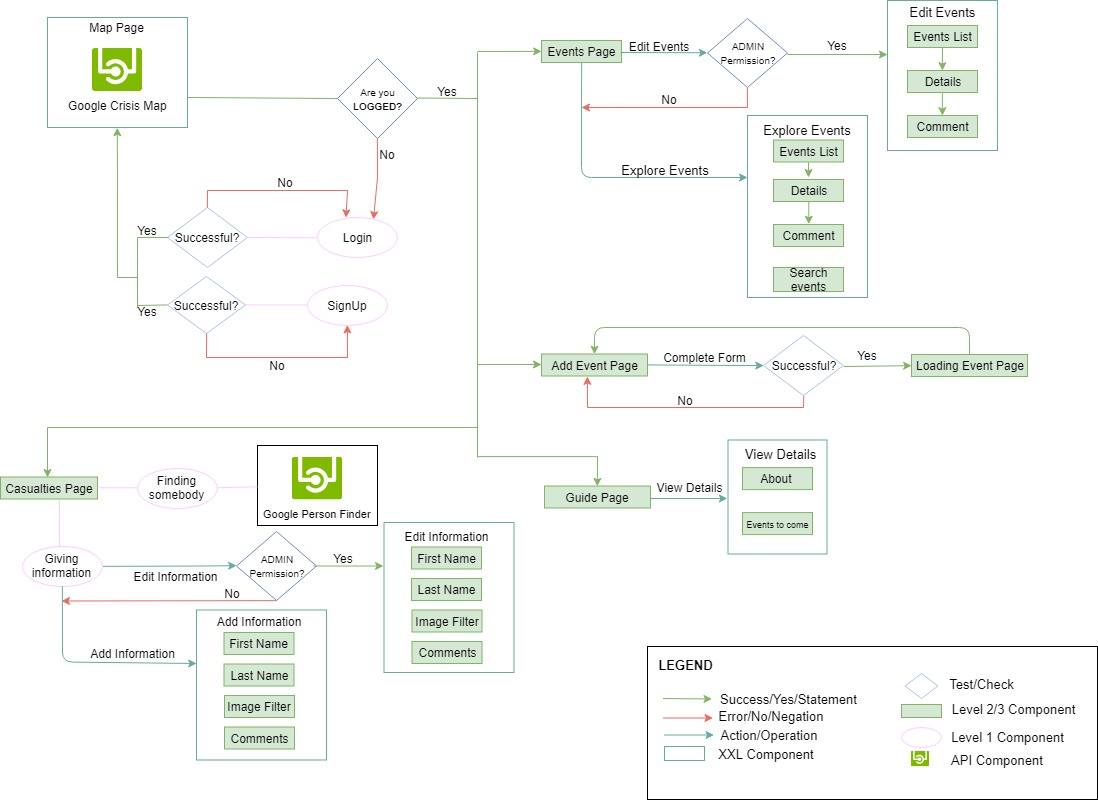 Map Page
Google Crisis Map
Are you
LOGGED?
Yes
No
No
Yes
Successful?
Login
Yes
Successful?
SignUp
No
Events Page
Edit Events
ADMIN
Permission?
Yes
No
Edit Events
Events List
Details
Comment
Explore Events
Explore Events
Events List
Details
Comment
Search
events
Add Event Page
Complete Form
Successful?
Yes
Loading Event Page
No
Casualties Page
Finding
somebody
Google Person Finder
Guide Page
View Details
View Details
About
Events to come
Giving
information
Edit Information
ADMIN
Permission?
Yes
No
Edit Information
First Name
Last Name
Image Filter
Comments
Add Information
Add Information
First Name
Last Name
Image Filter
Comments
LEGEND
Success/Yes/Statement
Error/No/Negation
Action/Operation
XXL Component
Test/Check
Level 2/3 Component
Level 1 Component
API Component